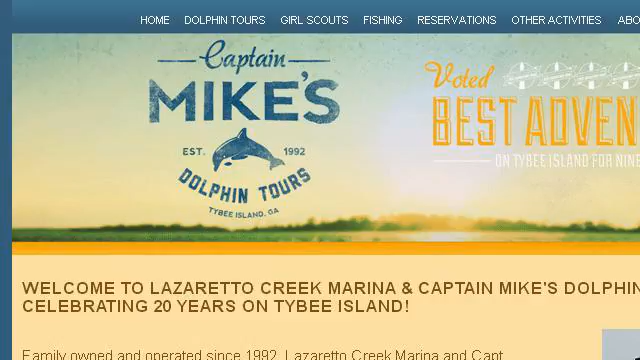 HOME DOLPHIN TOURS GIRL SCOUTS FISHING RESERVATIONS OTHER ACTIVITIES ABO
Captain
MIKE'S
EST. 1992
DOLPHIN TOURS
TYBEE ISLAND, GA
Voted
BEST ADVEN
ON TYBEE ISLAND FOR NINE
WELCOME TO LAZARETTO CREEK MARINA & CAPTAIN MIKE'S DOLPHIN
CELEBRATING 20 YEARS ON TYBEE ISLAND!
Family owned and operated since 1992, Lazaretto Creek Marina and Capt